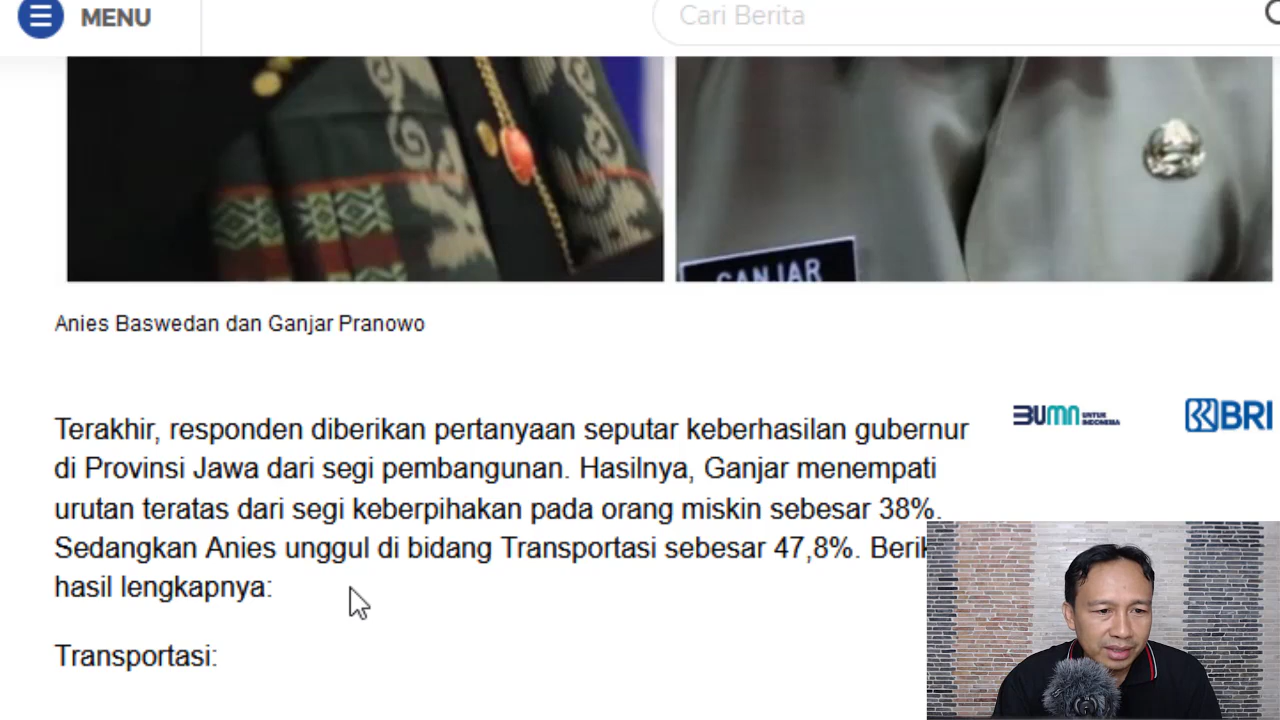 MENU
Cari Berita
GANJAR
Anies Baswedan dan Ganjar Pranowo
BUMN UNTUK INDONESIA
BRI
Terakhir, responden diberikan pertanyaan seputar keberhasilan gubernur
di Provinsi Jawa dari segi pembangunan. Hasilnya, Ganjar menempati
urutan teratas dari segi keberpihakan pada orang miskin sebesar 38%.
Sedangkan Anies unggul di bidang Transportasi sebesar 47,8%.
hasil lengkapnya:
Transportasi: